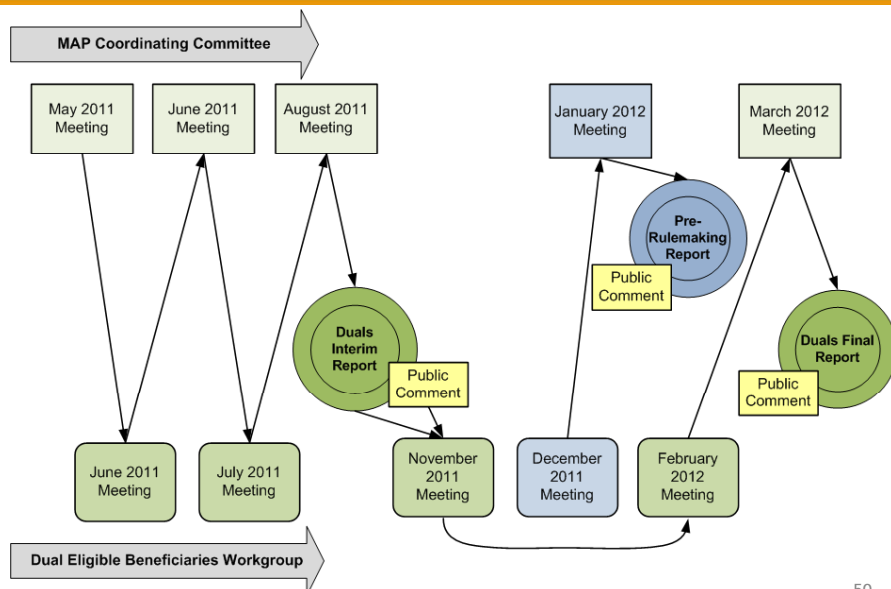 MAP Coordinating Committee
May 2011
Meeting
June 2011
Meeting
August 2011
Meeting
January 2012
Meeting
March 2012
Meeting
Pre-
Rulemaking
Report
Public
Comment
Duals
Interim
Report
Public
Comment
Duals Final
Report
Public
Comment
June 2011
Meeting
July 2011
Meeting
November
2011
Meeting
December
2011
Meeting
February
2012
Meeting
Dual Eligible Beneficiaries Workgroup